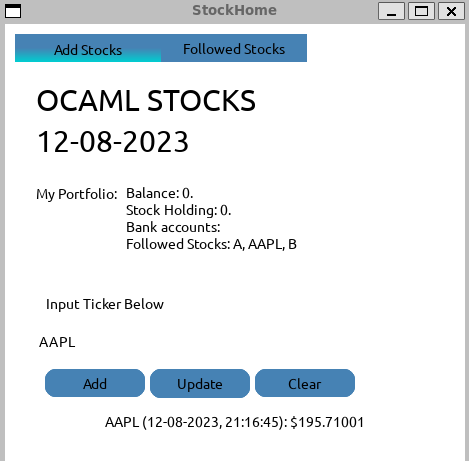 StockHome
Add Stocks Followed Stocks
OCAML STOCKS
12-08-2023
My Portfolio: Balance: 0.
Stock Holding: 0.
Bank accounts:
Followed Stocks: A, AAPL, B
Input Ticker Below
AAPL
Add Update Clear
AAPL (12-08-2023, 21:16:45): $195.71001